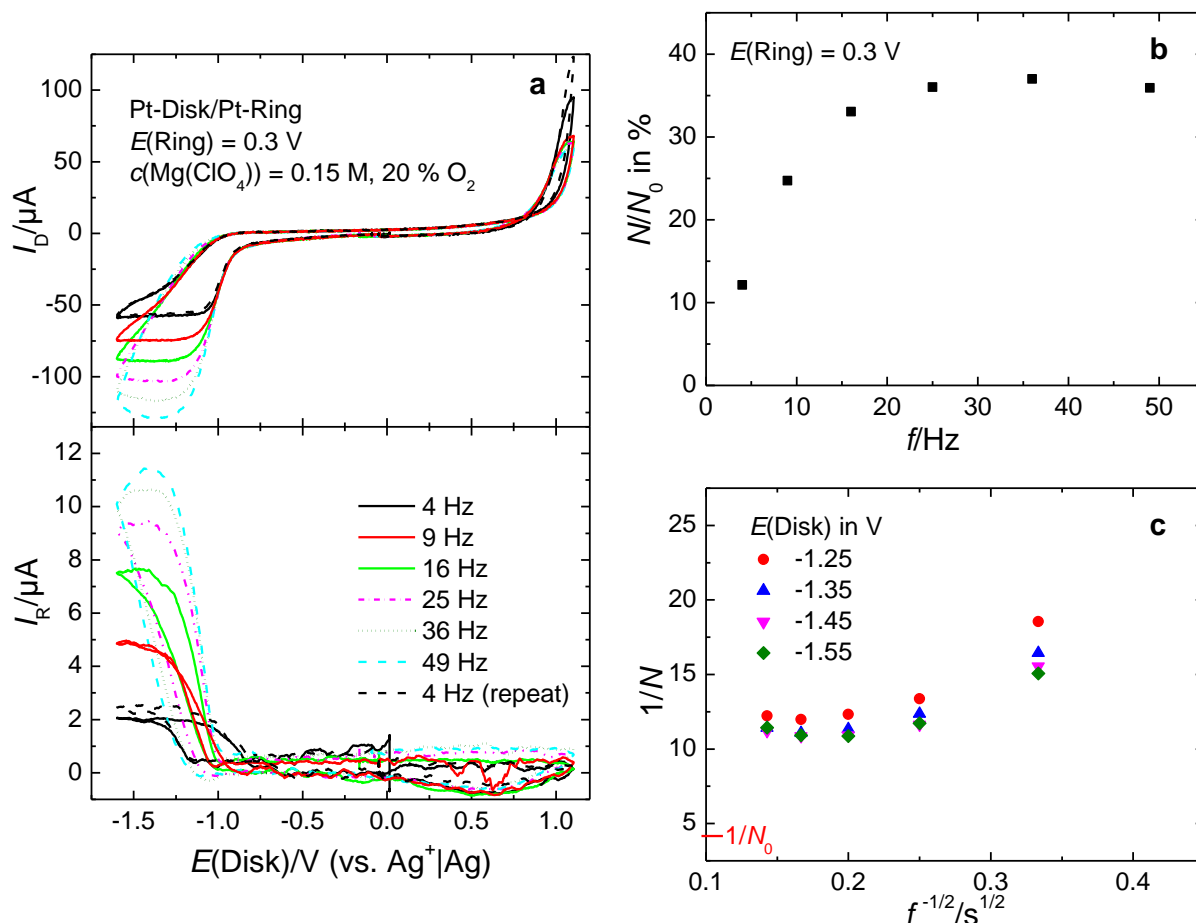 a
Pt-Disk/Pt-Ring
E(Ring) = 0.3 V
c(Mg(ClO4)) = 0.15 M, 20 % O2
100
50
0
-50
-100
I_D/µA
12
10
8
6
4
2
0
I_R/µA
4 Hz
9 Hz
16 Hz
25 Hz
36 Hz
49 Hz
4 Hz (repeat)
-1.5 -1.0 -0.5 0.0 0.5 1.0
E(Disk)/V (vs. Ag⁺|Ag)
b
E(Ring) = 0.3 V
40
30
20
10
0
N/N₀ in %
0 10 20 30 40 50
f/Hz
c
E(Disk) in V
-1.25
-1.35
-1.45
-1.55
25
20
15
10
5
1/N
1/N₀
0.1 0.2 0.3 0.4
f⁻¹/²/s¹/²